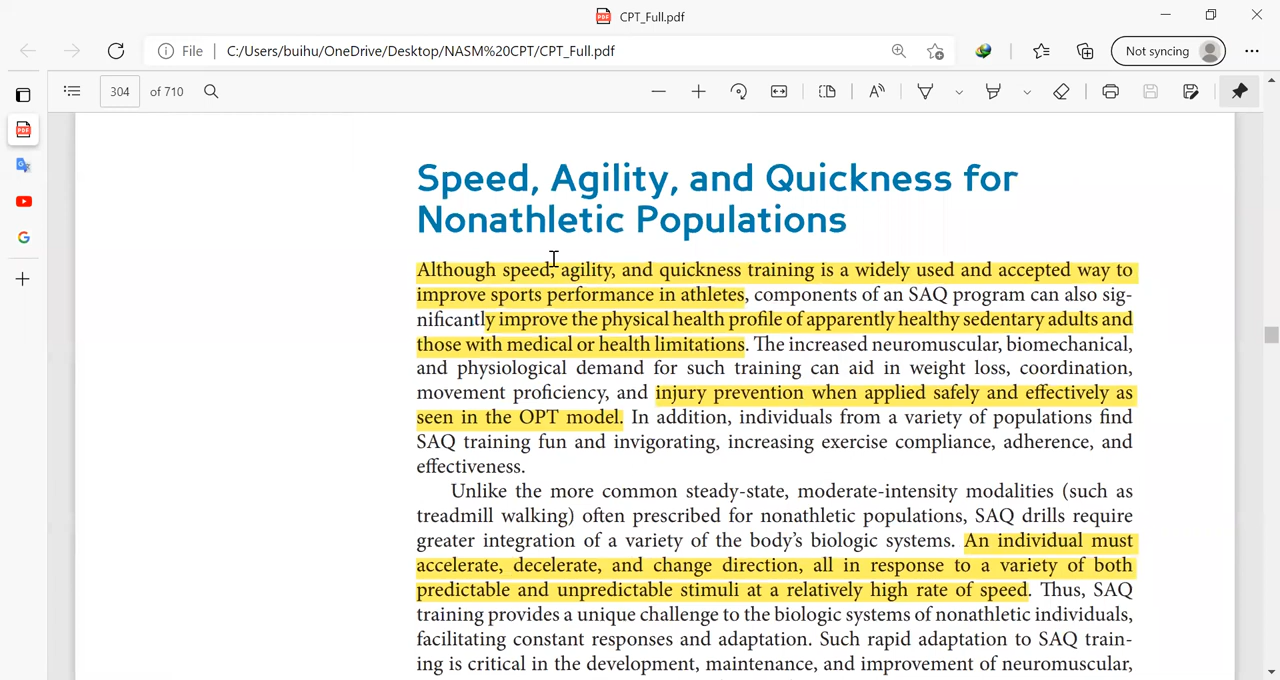 CPT_Full.pdf
File | C:/Users/buihu/OneDrive/Desktop/NASM%20CPT/CPT_Full.pdf
Not syncing
304 of 710
Speed, Agility, and Quickness for
Nonathletic Populations
Although speed, agility, and quickness training is a widely used and accepted way to
improve sports performance in athletes, components of an SAQ program can also sig-
nificantly improve the physical health profile of apparently healthy sedentary adults and
those with medical or health limitations. The increased neuromuscular, biomechanical,
and physiological demand for such training can aid in weight loss, coordination,
movement proficiency, and injury prevention when applied safely and effectively as
seen in the OPT model. In addition, individuals from a variety of populations find
SAQ training fun and invigorating, increasing exercise compliance, adherence, and
effectiveness.
Unlike the more common steady-state, moderate-intensity modalities (such as
treadmill walking) often prescribed for nonathletic populations, SAQ drills require
greater integration of a variety of the body's biologic systems. An individual must
accelerate, decelerate, and change direction, all in response to a variety of both
predictable and unpredictable stimuli at a relatively high rate of speed. Thus, SAQ
training provides a unique challenge to the biologic systems of nonathletic individuals,
facilitating constant responses and adaptation. Such rapid adaptation to SAQ train-
ing is critical in the development, maintenance, and improvement of neuromuscular,